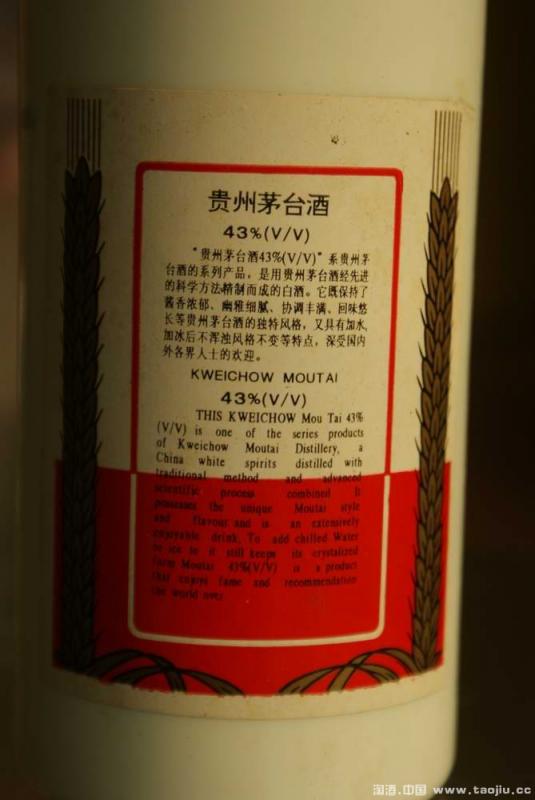 贵州茅台酒
43%(V/V)
"贵州茅台酒43%(V/V)"系贵州茅
台酒的系列产品，是用贵州茅台酒经先进
的科学方法精制而成的白酒。它既保持了
酱香浓郁、幽雅细腻、协调丰满、回味悠
长等贵州茅台酒的独特风格，又具有加水,
加冰后不浑浊风格不变等特点，深受国内
外各界人士的欢迎。
KWEICHOW MOUTAI
43%(V/V)
THIS KWEICHOW Mou Tai 43%
(V/V) is one of the series products
of Kweichow Moutai Distillery, a
China white spirits distilled with
traditional method and advanced
scientific process combined It
possesses the unique Moutai style
and flavour and is an extensively
enjoyable drink, To add chilled Water
or ice to it still keeps its crystalized
form Moutai 43%(V/V) is a product
that enjoys fame and recommendation
the world over
淘酒.中国 www.taojiu.cc